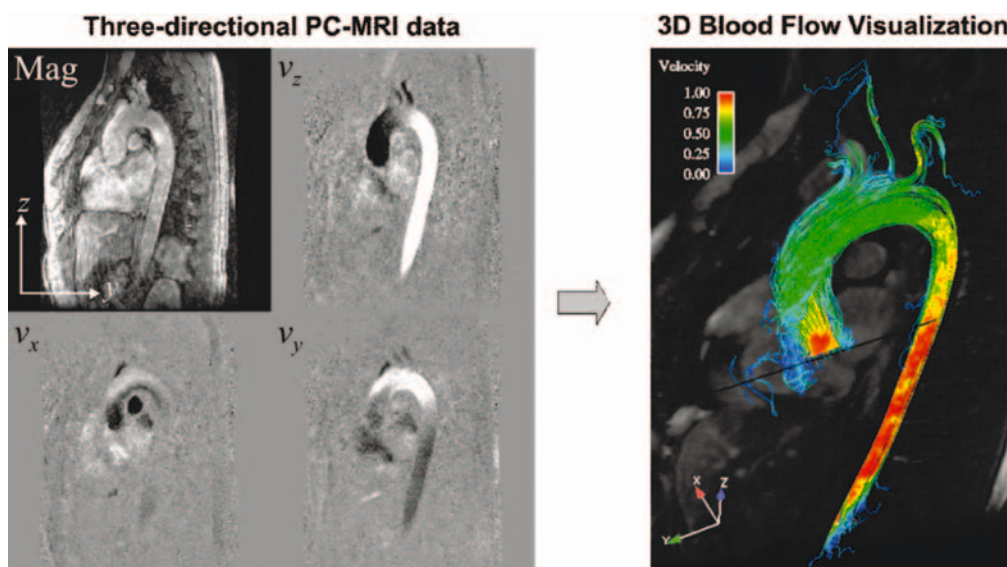 Three-directional PC-MRI data
3D Blood Flow Visualization
Mag
z
y
vz
vx
vy
Velocity
1.00
0.75
0.50
0.25
0.00
X
Z
Y